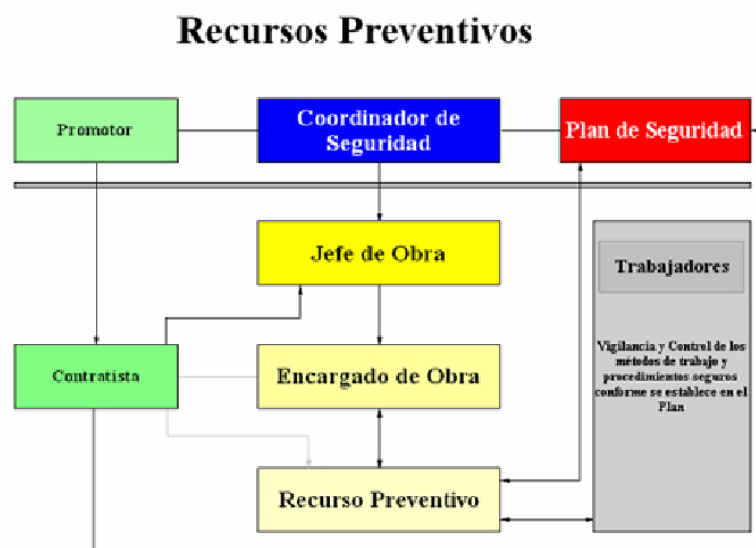 Recursos Preventivos
Promotor
Coordinador de
Seguridad
Plan de Seguridad
Jefe de Obra
Trabajadores
Vigilancia y Control de los
métodos de trabajo y
procedimientos seguros
conforme se establece en el
Plan
Contratista
Encargado de Obra
Recurso Preventivo